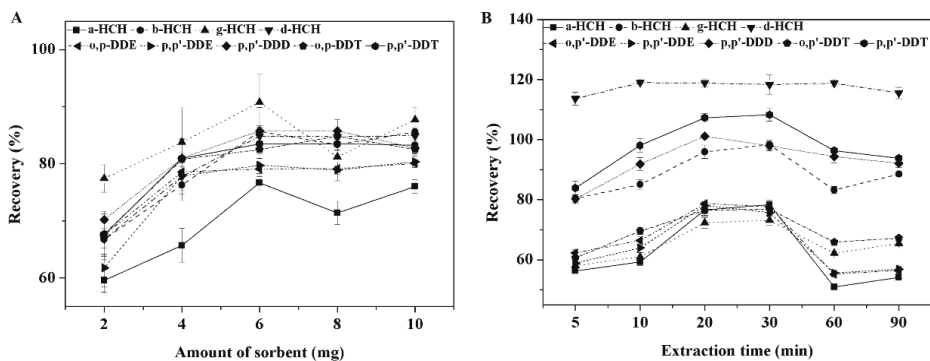 A
a-HCH b-HCH g-HCH d-HCH
o,p-DDE p,p'-DDE p,p'-DDD o,p-DDT p,p'-DDT
100
80
60
Recovery (%)
2 4 6 8 10
Amount of sorbent (mg)
B
a-HCH b-HCH g-HCH d-HCH
o,p'-DDE p,p'-DDE p,p'-DDD o,p'-DDT p,p'-DDT
140
120
100
80
60
Recovery (%)
5 10 20 30 60 90
Extraction time (min)